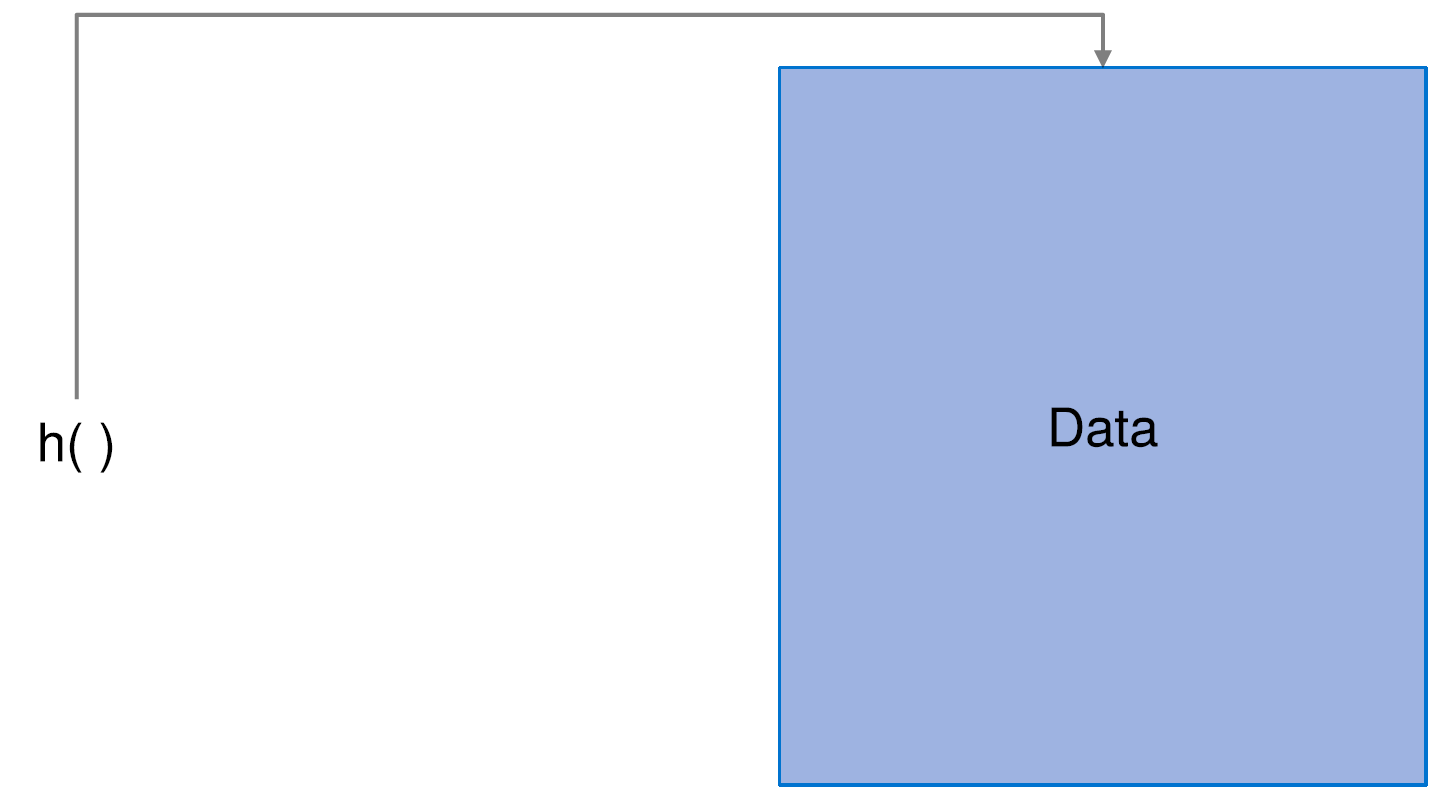 h( )
Data